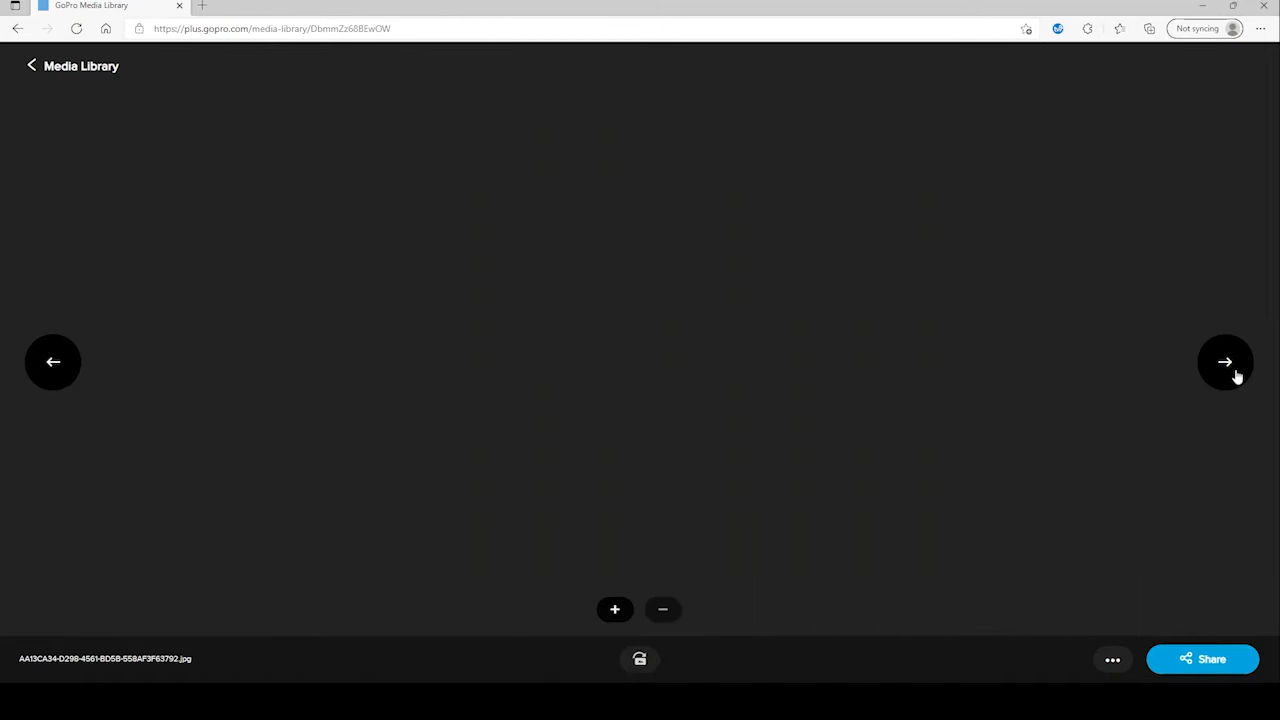 GoPro Media Library
https://plus.gopro.com/media-library/DbmmZz68BEwOW
Not syncing
Media Library
AA13CA34-D298-4561-BD5B-558AF3F63792.jpg
Share